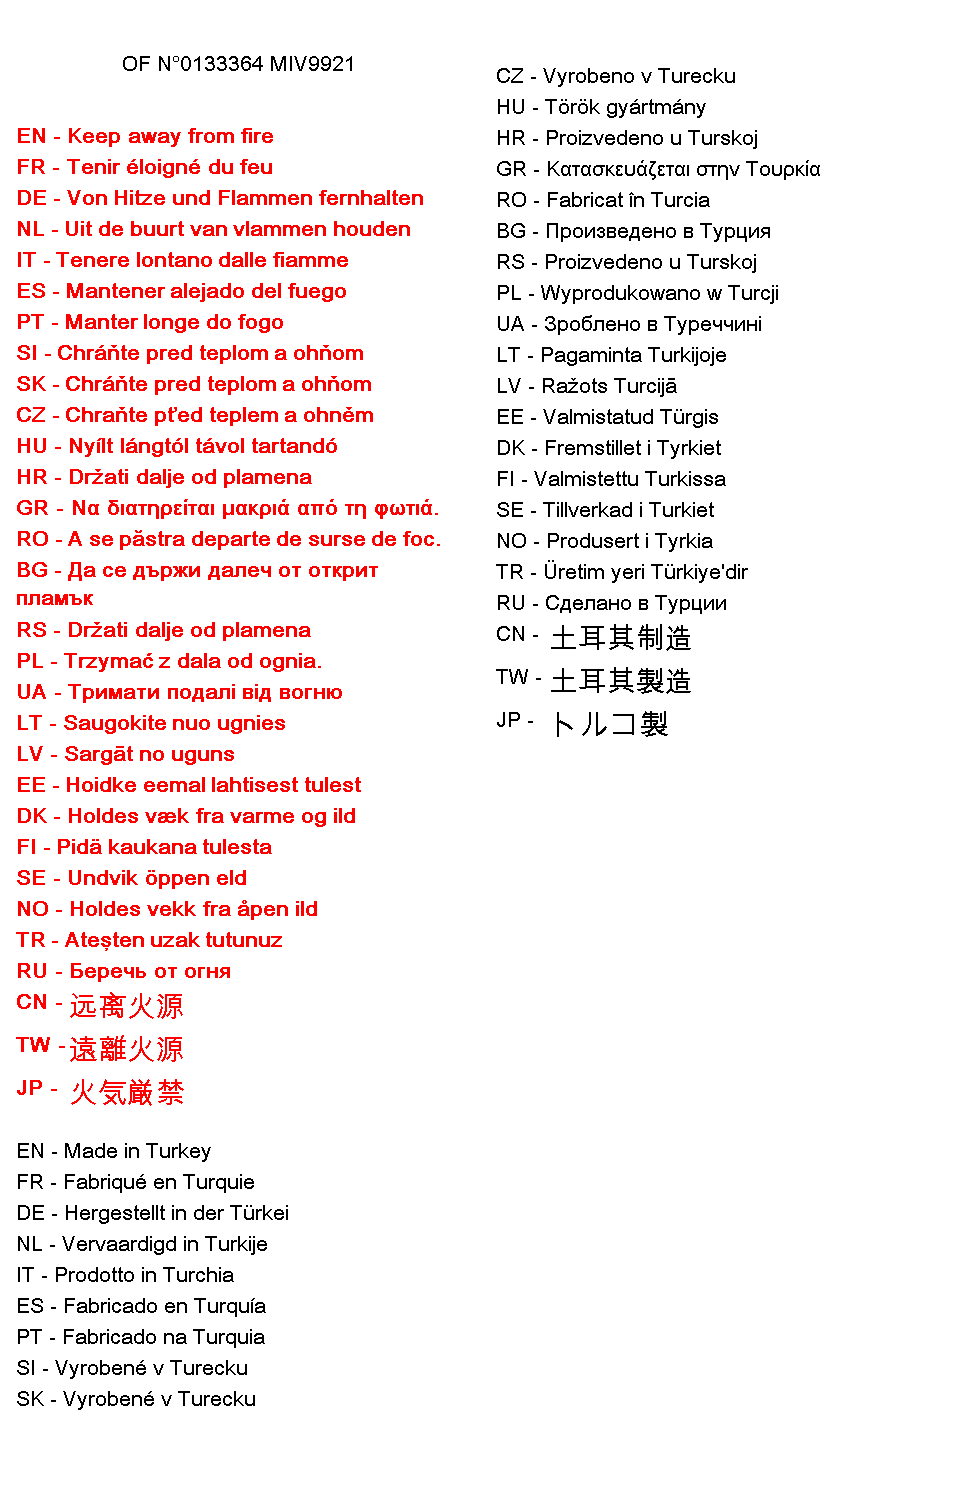 OF N°0133364 MIV9921
EN - Keep away from fire
FR - Tenir éloigné du feu
DE - Von Hitze und Flammen fernhalten
NL - Uit de buurt van vlammen houden
IT - Tenere lontano dalle fiamme
ES - Mantener alejado del fuego
PT - Manter longe do fogo
SI - Chráňte pred teplom a ohňom
SK - Chráňte pred teplom a ohňom
CZ - Chraňte pťed teplem a ohněm
HU - Nyílt lángtól távol tartandó
HR - Držati dalje od plamena
GR - Να διατηρείται μακριά από τη φωτιά.
RO - A se păstra departe de surse de foc.
BG - Да се държи далеч от открит
пламък
RS - Držati dalje od plamena
PL - Trzymać z dala od ognia.
UA - Тримати подалі від вогню
LT - Saugokite nuo ugnies
LV - Sargāt no uguns
EE - Hoidke eemal lahtisest tulest
DK - Holdes væk fra varme og ild
FI - Pidä kaukana tulesta
SE - Undvik öppen eld
NO - Holdes vekk fra åpen ild
TR - Ateşten uzak tutunuz
RU - Беречь от огня
CN - 远离火源
TW - 遠離火源
JP - 火気厳禁
EN - Made in Turkey
FR - Fabriqué en Turquie
DE - Hergestellt in der Türkei
NL - Vervaardigd in Turkije
IT - Prodotto in Turchia
ES - Fabricado en Turquía
PT - Fabricado na Turquia
SI - Vyrobené v Turecku
SK - Vyrobené v Turecku
CZ - Vyrobeno v Turecku
HU - Török gyártmány
HR - Proizvedeno u Turskoj
GR - Κατασκευάζεται στην Τουρκία
RO - Fabricat în Turcia
BG - Произведено в Турция
RS - Proizvedeno u Turskoj
PL - Wyprodukowano w Turcji
UA - Зроблено в Туреччині
LT - Pagaminta Turkijoje
LV - Ražots Turcijā
EE - Valmistatud Türgis
DK - Fremstillet i Tyrkiet
FI - Valmistettu Turkissa
SE - Tillverkad i Turkiet
NO - Produsert i Tyrkia
TR - Üretim yeri Türkiye'dir
RU - Сделано в Турции
CN - 土耳其制造
TW - 土耳其製造
JP - トルコ製